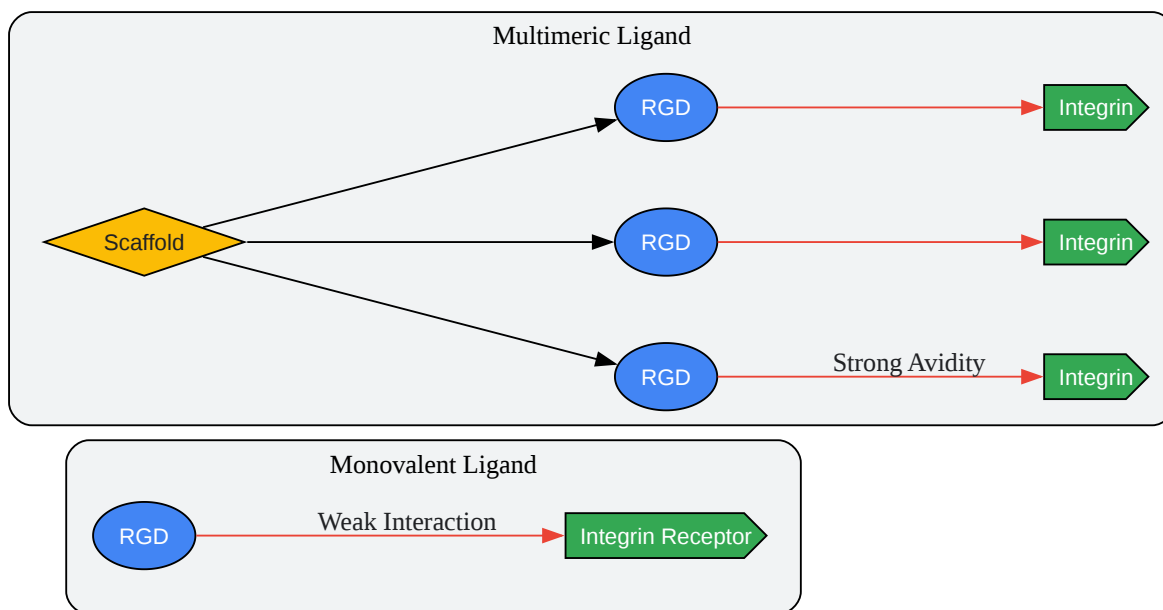 Multimeric Ligand
RGD
Integrin
Scaffold
RGD
Integrin
RGD
Strong Avidity
Integrin
Monovalent Ligand
RGD
Weak Interaction
Integrin Receptor